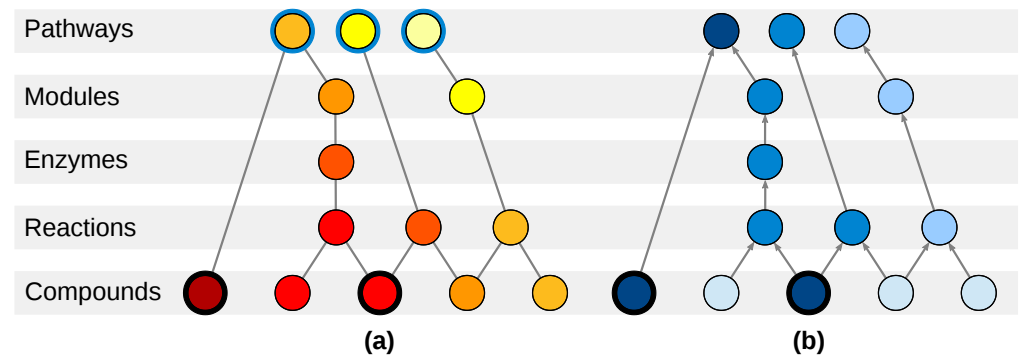 Pathways
Modules
Enzymes
Reactions
Compounds
(a) (b)